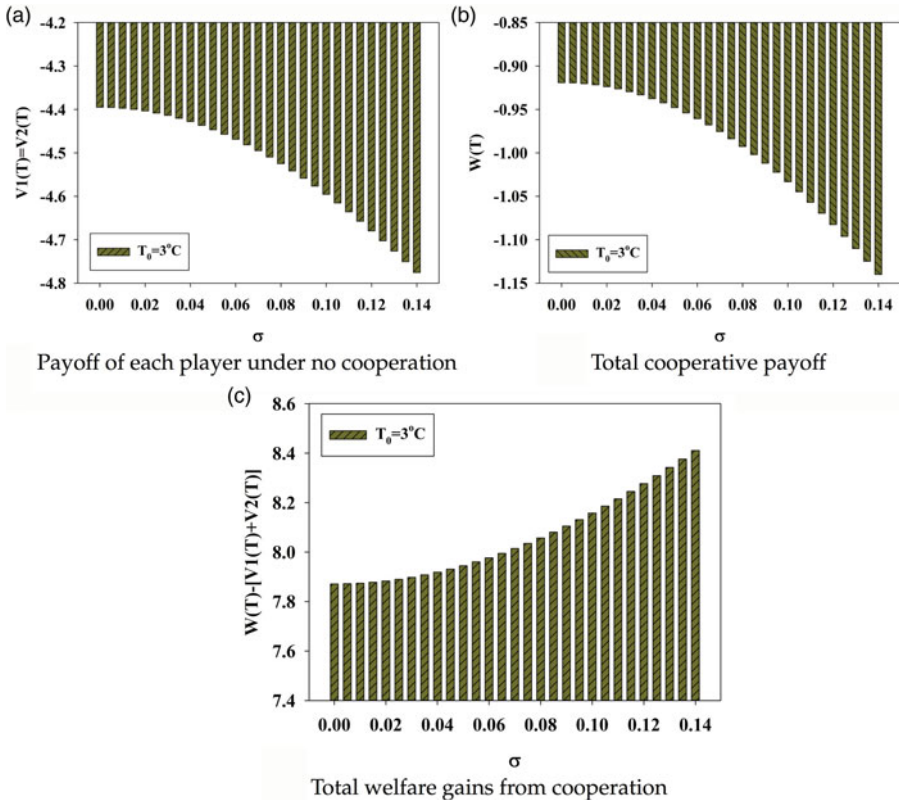 (a)
-4.2
-4.3
-4.4
-4.5
-4.6
-4.7
-4.8
V1(T)=V2(T)
T0=3°C
0.00 0.02 0.04 0.06 0.08 0.10 0.12 0.14
σ
Payoff of each player under no cooperation
(b)
-0.85
-0.90
-0.95
-1.00
-1.05
-1.10
-1.15
W(T)
T0=3°C
0.00 0.02 0.04 0.06 0.08 0.10 0.12 0.14
σ
Total cooperative payoff
(c)
8.6
8.4
8.2
8.0
7.8
7.6
7.4
W(T)-[V1(T)+V2(T)]
T0=3°C
0.00 0.02 0.04 0.06 0.08 0.10 0.12 0.14
σ
Total welfare gains from cooperation